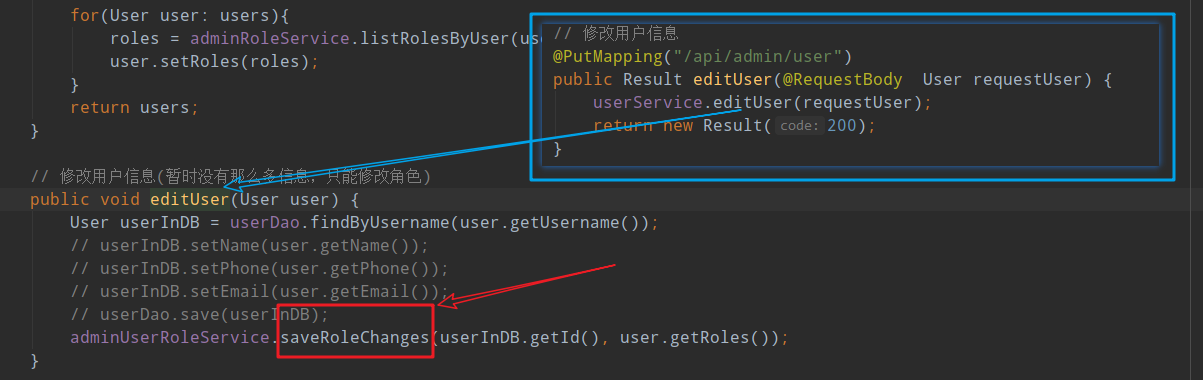 for(User user: users){
roles = adminRoleService.listRolesByUser(us
user.setRoles(roles);
}
return users;
}
// 修改用户信息
@PutMapping("/api/admin/user")
public Result editUser(@RequestBody  User requestUser) {
userService.editUser(requestUser);
return new Result( code: 200);
}
// 修改用户信息(暂时没有那么多信息，只能修改角色)
public void editUser(User user) {
User userInDB = userDao.findByUsername(user.getUsername());
// userInDB.setName(user.getName());
// userInDB.setPhone(user.getPhone());
// userInDB.setEmail(user.getEmail());
// userDao.save(userInDB);
adminUserRoleService.saveRoleChanges(userInDB.getId(), user.getRoles());
}